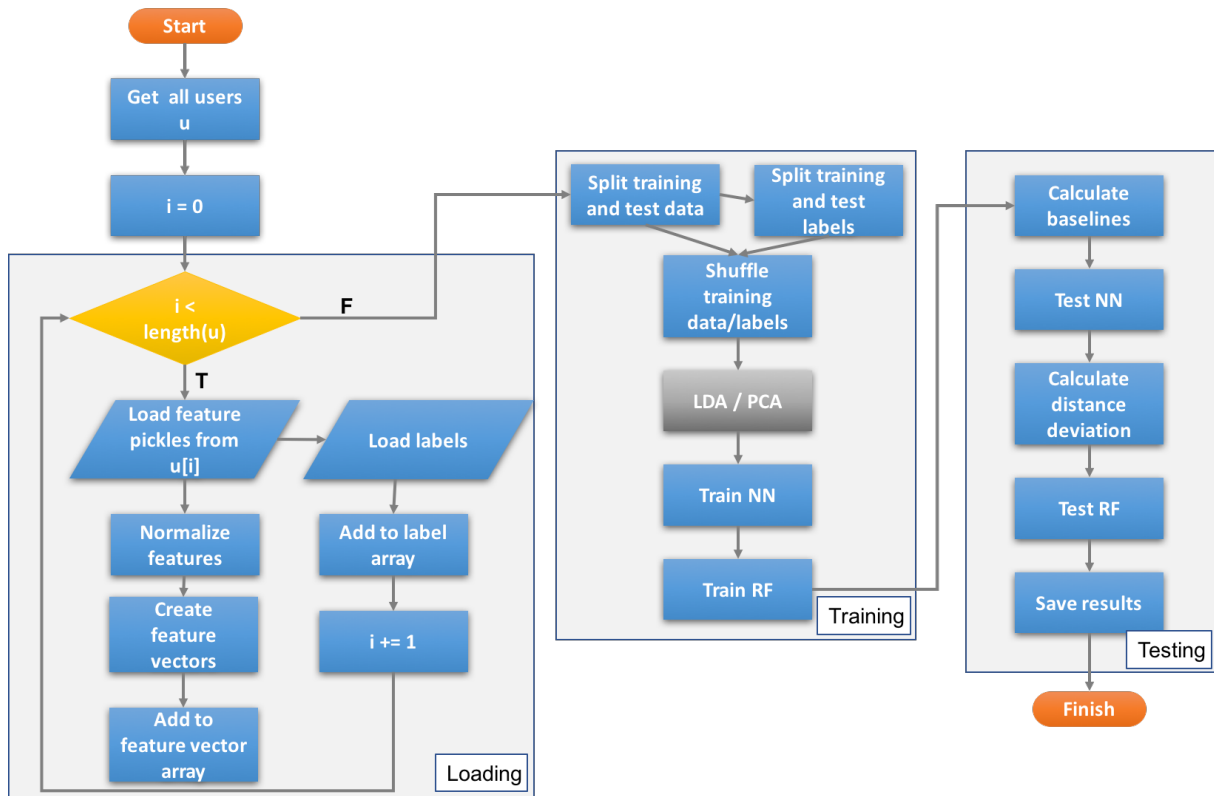 Start
Get all users
u
i = 0
i <
length(u)
F
T
Load feature
pickles from
u[i]
Load labels
Normalize
features
Add to label
array
Create
feature
vectors
i += 1
Add to
feature vector
array
Loading
Split training
and test data
Split training
and test
labels
Shuffle
training
data/labels
LDA / PCA
Train NN
Train RF
Training
Calculate
baselines
Test NN
Calculate
distance
deviation
Test RF
Save results
Testing
Finish